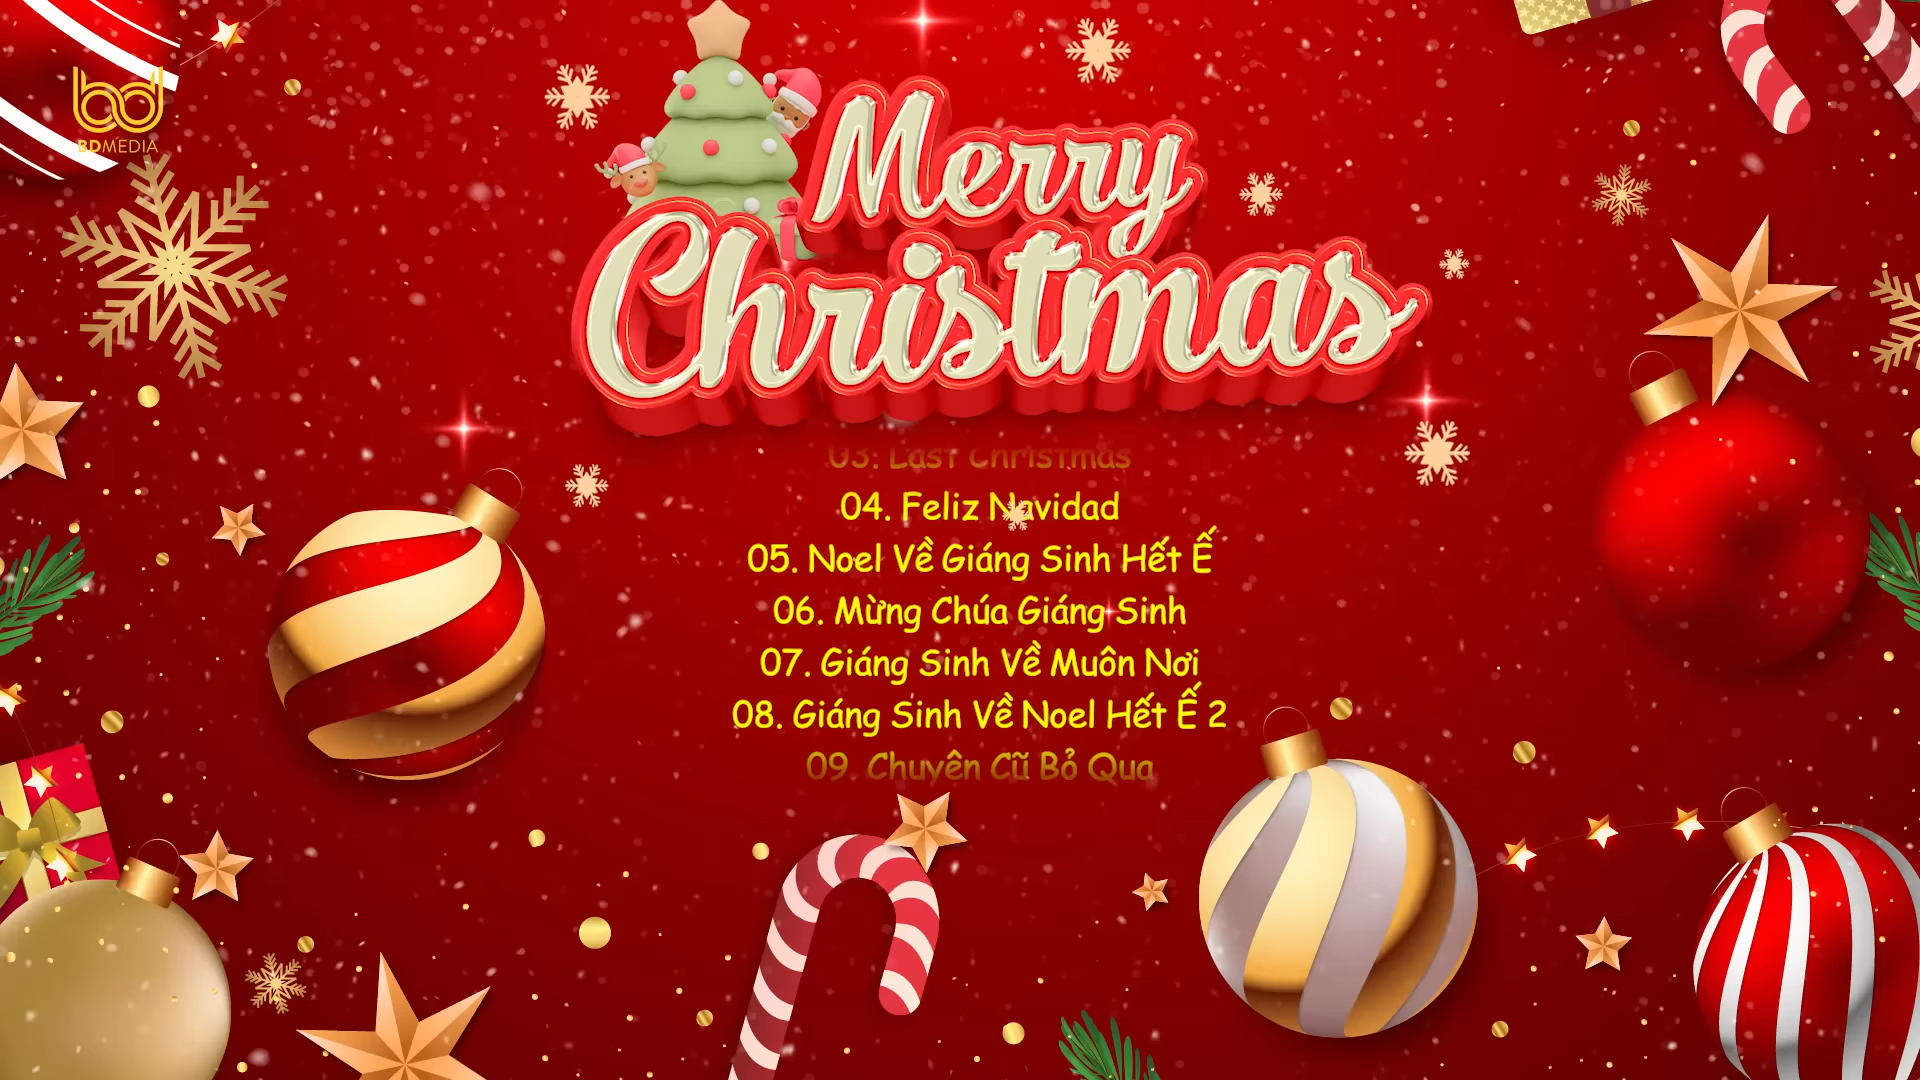 BDMEDIA
Merry
Christmas
03. Last Christmas
04. Feliz Navidad
05. Noel Về Giáng Sinh Hết Ế
06. Mừng Chúa Giáng Sinh
07. Giáng Sinh Về Muôn Nơi
08. Giáng Sinh Về Noel Hết Ế 2
09. Chuyên Cũ Bỏ Qua